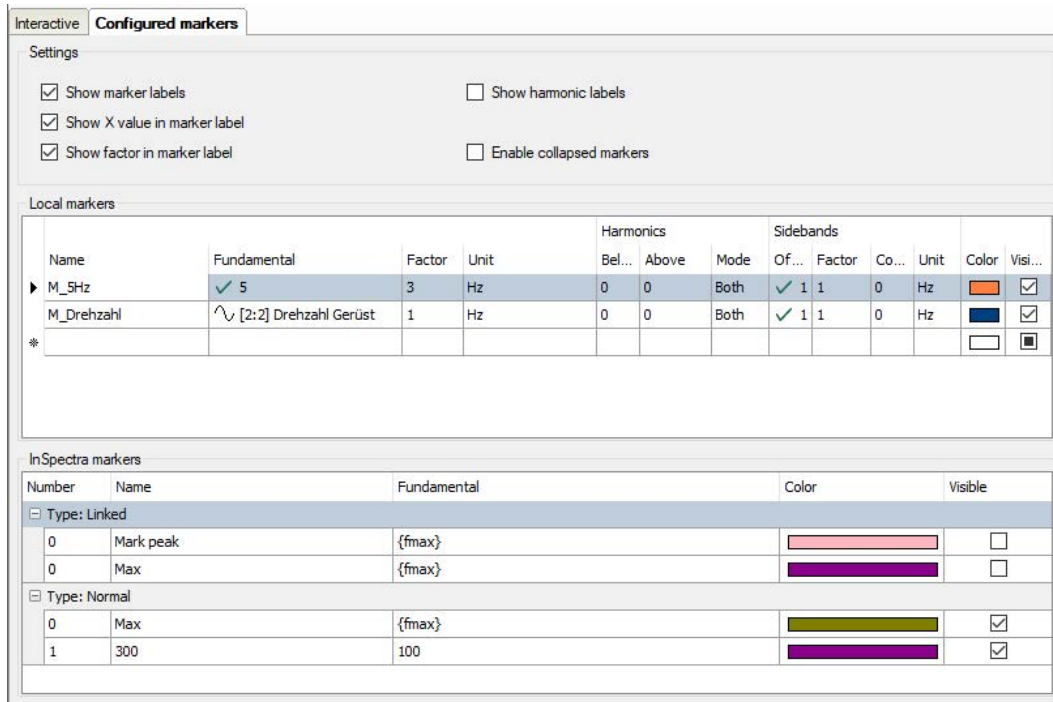 Interactive Configured markers
Settings
Show marker labels Show harmonic labels
Show X value in marker label
Show factor in marker label Enable collapsed markers
Local markers
Harmonics Sidebands
Name Fundamental Factor Unit Bel... Above Mode Of... Factor Co... Unit Color Visi...
M_5Hz 5 3 Hz 0 0 Both 1 1 0 Hz
M_Drehzahl [2:2] Drehzahl Gerüst 1 Hz 0 0 Both 1 1 0 Hz
InSpectra markers
Number Name Fundamental Color Visible
Type: Linked
0 Mark peak {fmax}
0 Max {fmax}
Type: Normal
0 Max {fmax}
1 300 100